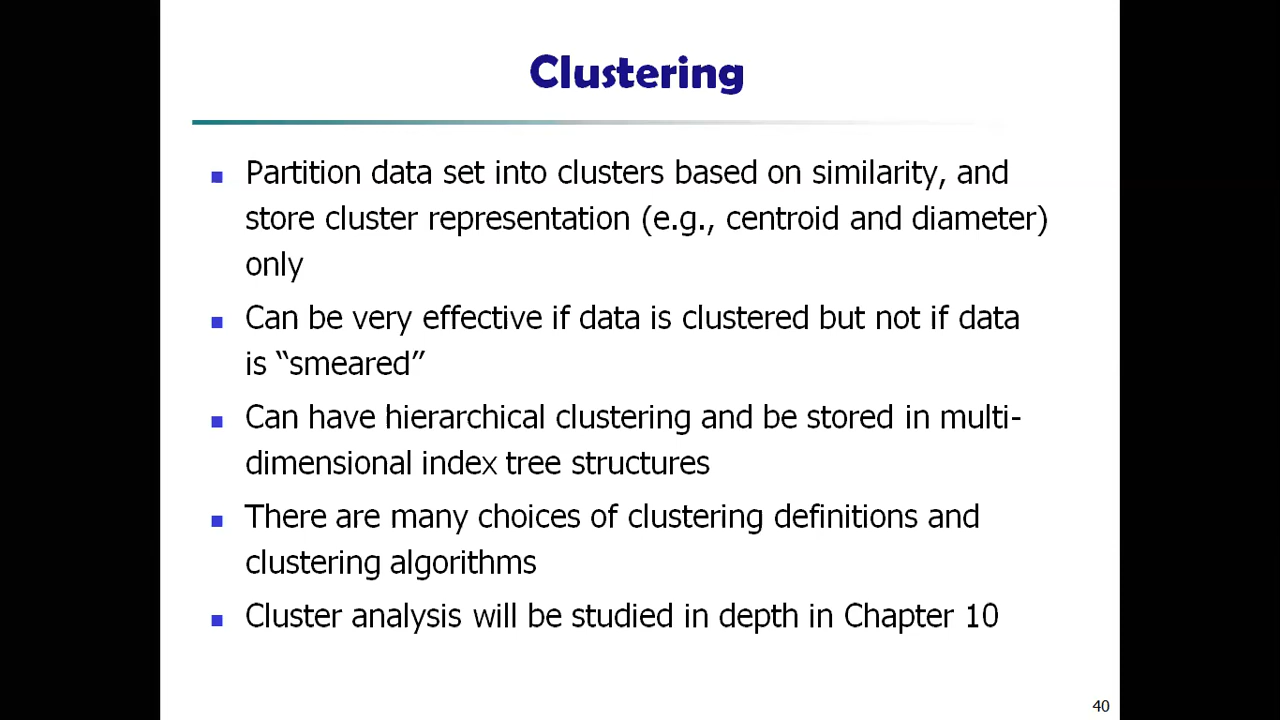 Clustering
Partition data set into clusters based on similarity, and
store cluster representation (e.g., centroid and diameter)
only
Can be very effective if data is clustered but not if data
is “smeared”
Can have hierarchical clustering and be stored in multi-
dimensional index tree structures
There are many choices of clustering definitions and
clustering algorithms
Cluster analysis will be studied in depth in Chapter 10
40